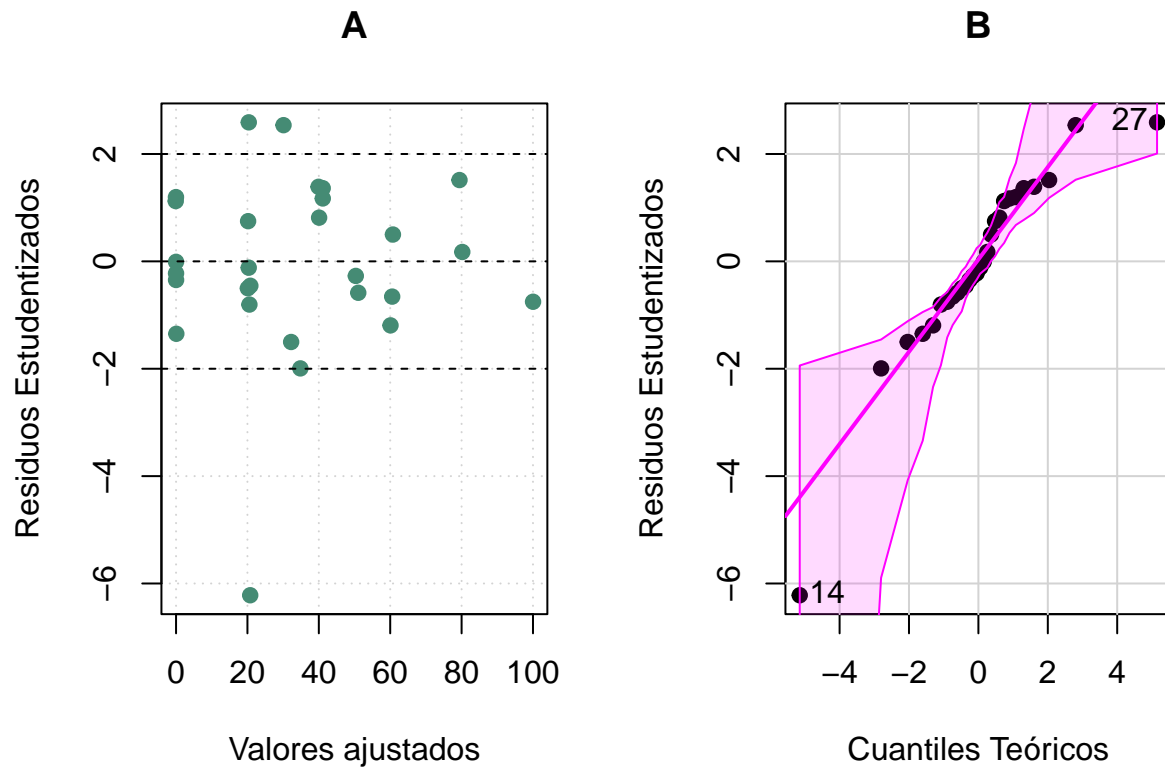 A
Residuos Estudentizados
2
0
−2
−4
−6
0 20 40 60 80 100
Valores ajustados
B
Residuos Estudentizados
2
0
−2
−4
−6
27
14
−4 −2 0 2 4
Cuantiles Teóricos